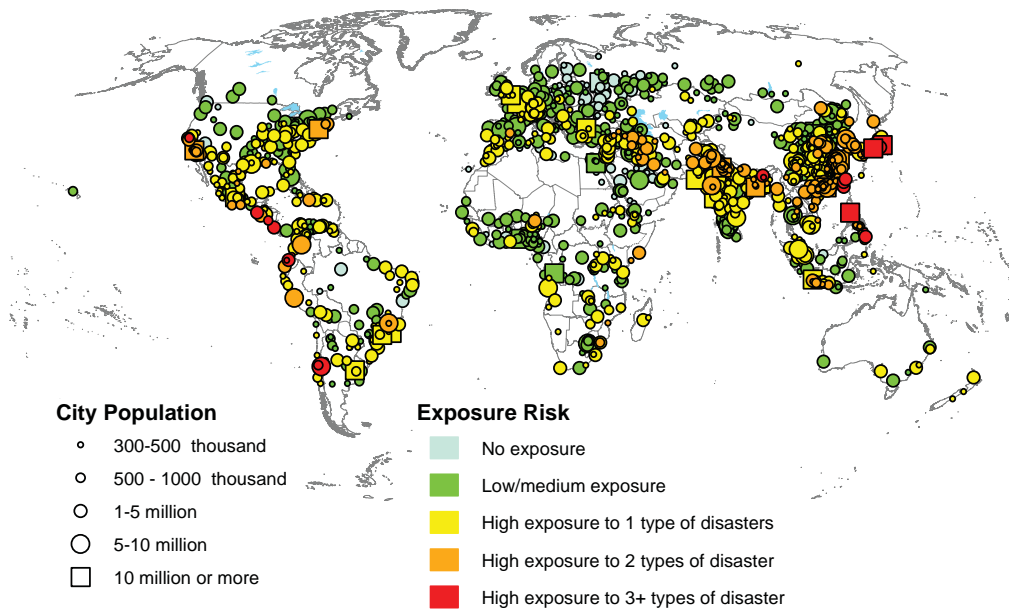 City Population
300-500 thousand
500 - 1000 thousand
1-5 million
5-10 million
10 million or more
Exposure Risk
No exposure
Low/medium exposure
High exposure to 1 type of disasters
High exposure to 2 types of disaster
High exposure to 3+ types of disaster